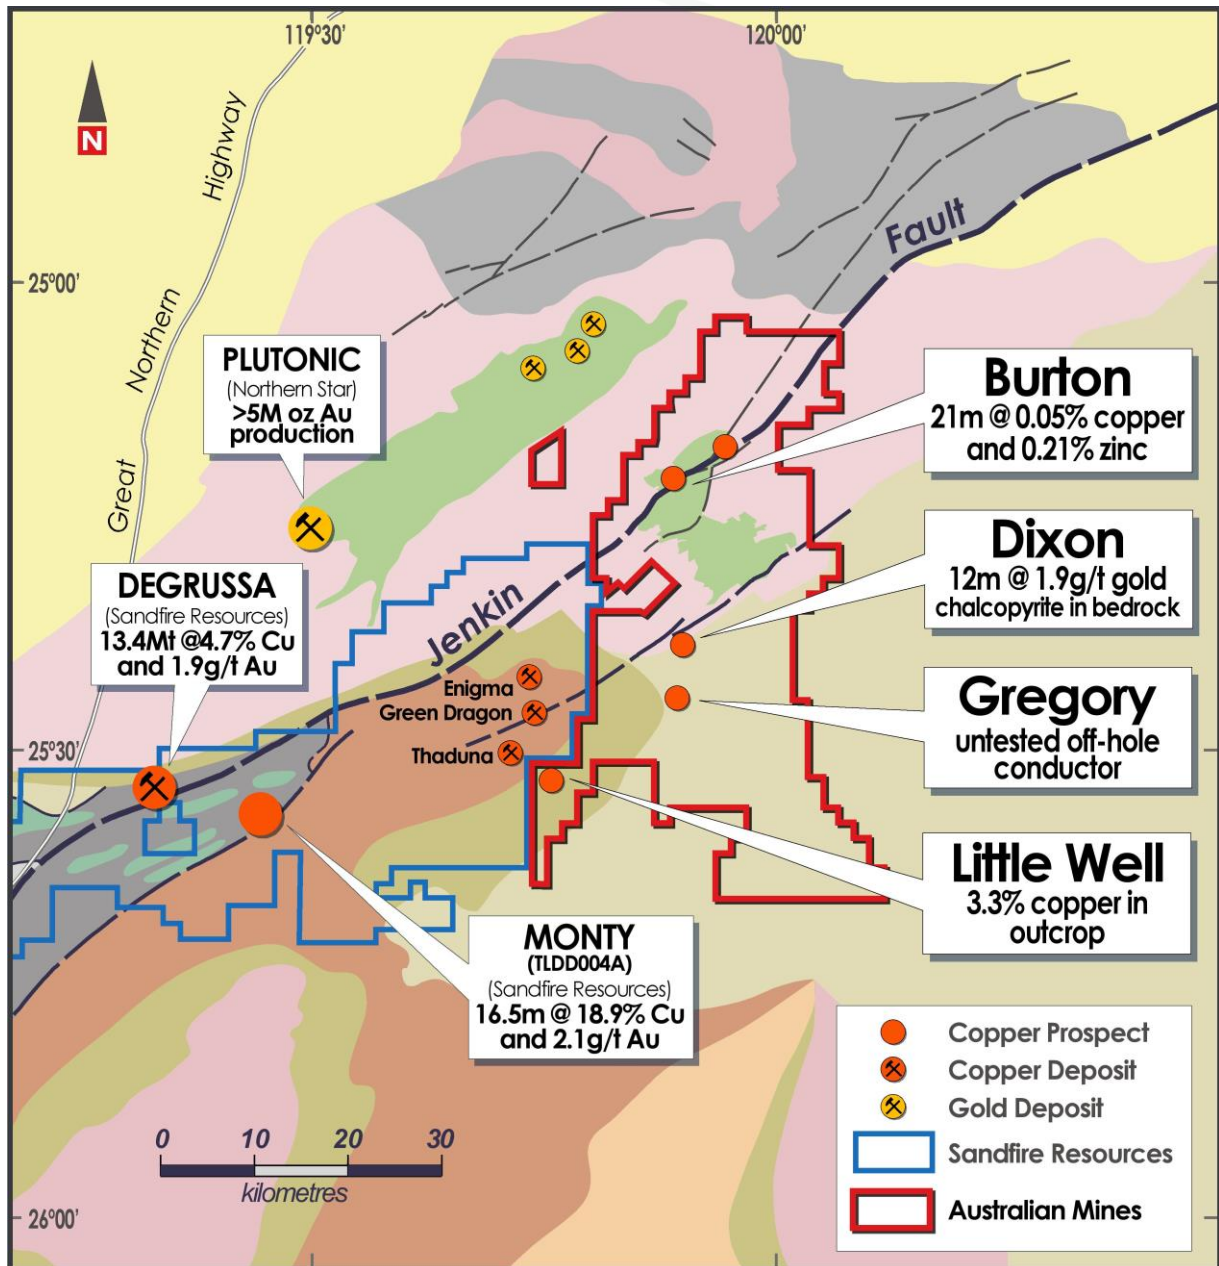 119°30'
120°00'
N
Great Northern Highway
25°00'
Fault
PLUTONIC
(Northern Star)
>5M oz Au
production
Burton
21m @ 0.05% copper
and 0.21% zinc
DEGRUSSA
(Sandfire Resources)
13.4Mt @4.7% Cu
and 1.9g/t Au
Jenkin
Dixon
12m @ 1.9g/t gold
chalcopyrite in bedrock
Enigma
Green Dragon
Thaduna
25°30'
Gregory
untested off-hole
conductor
Little Well
3.3% copper in
outcrop
MONTY
(TLDD004A)
(Sandfire Resources)
16.5m @ 18.9% Cu
and 2.1g/t Au
Copper Prospect
Copper Deposit
Gold Deposit
Sandfire Resources
Australian Mines
0 10 20 30
kilometres
26°00'